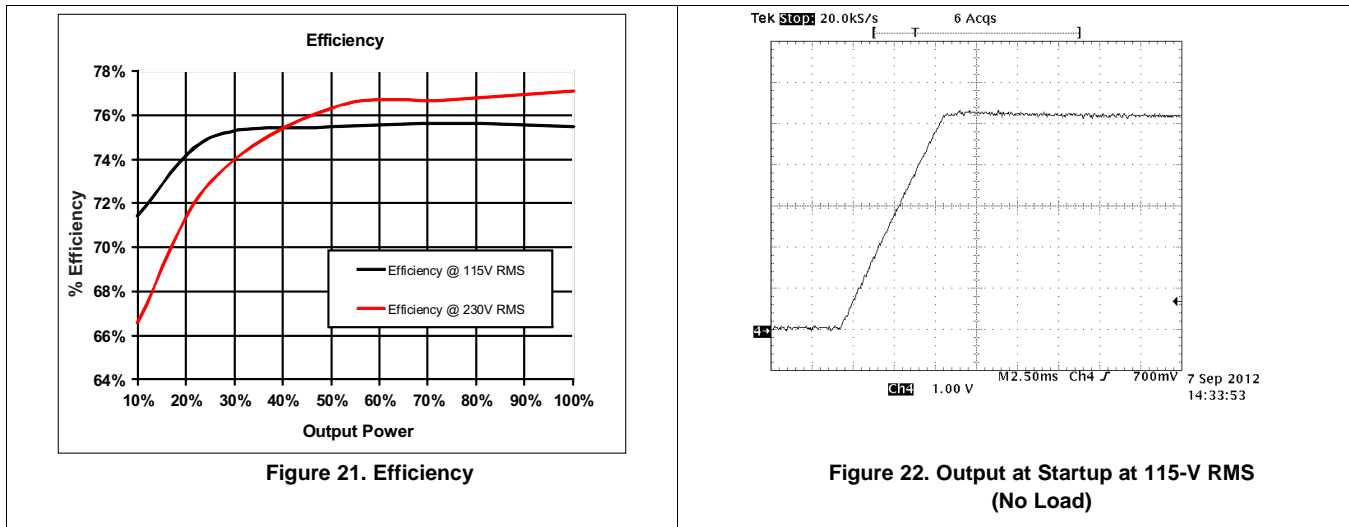 Efficiency
78%
76%
74%
72%
70%
68%
66%
64%
% Efficiency
Efficiency @ 115V RMS
Efficiency @ 230V RMS
10% 20% 30% 40% 50% 60% 70% 80% 90% 100%
Output Power
Figure 21. Efficiency
Tek Stop: 20.0kS/s 6 Acqs
[ T ]
4→
Ch4 1.00 V M2.50ms Ch4 ƒ 700mV 7 Sep 2012
14:33:53
Figure 22. Output at Startup at 115-V RMS
(No Load)